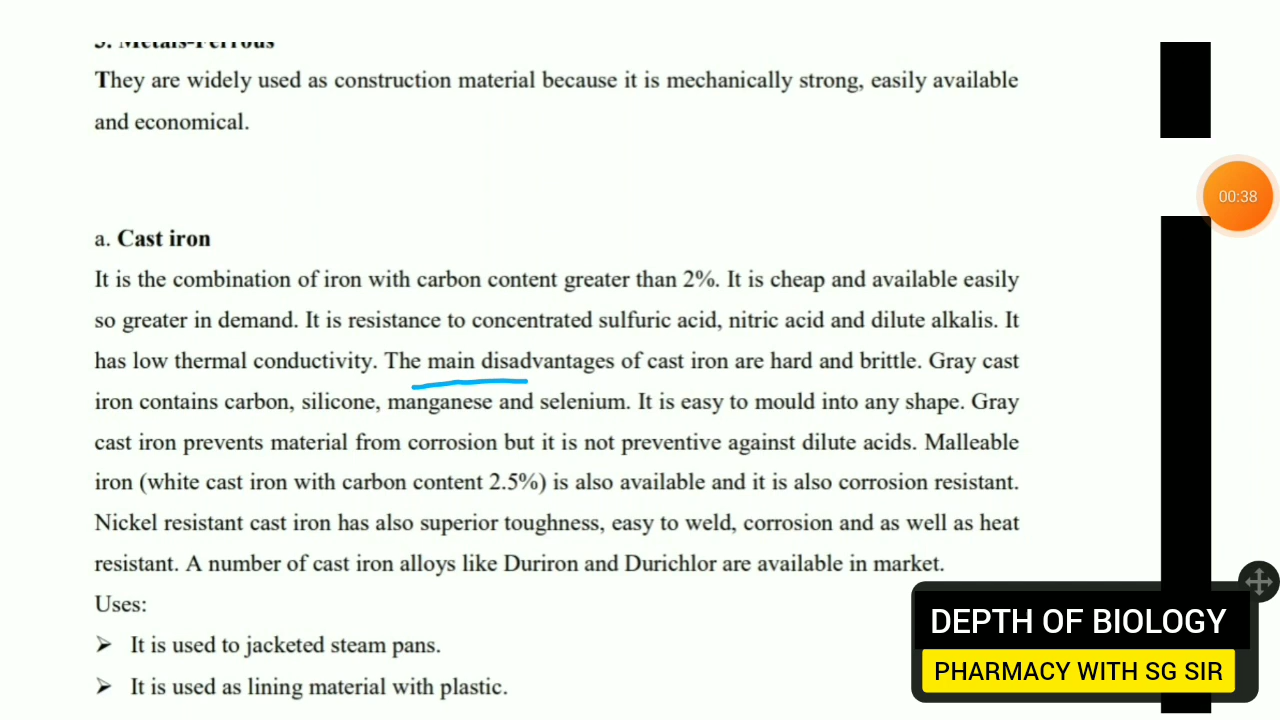 3. Metals-Ferrous
They are widely used as construction material because it is mechanically strong, easily available
and economical.
a. Cast iron
It is the combination of iron with carbon content greater than 2%. It is cheap and available easily
so greater in demand. It is resistance to concentrated sulfuric acid, nitric acid and dilute alkalis. It
has low thermal conductivity. The main disadvantages of cast iron are hard and brittle. Gray cast
iron contains carbon, silicone, manganese and selenium. It is easy to mould into any shape. Gray
cast iron prevents material from corrosion but it is not preventive against dilute acids. Malleable
iron (white cast iron with carbon content 2.5%) is also available and it is also corrosion resistant.
Nickel resistant cast iron has also superior toughness, easy to weld, corrosion and as well as heat
resistant. A number of cast iron alloys like Duriron and Durichlor are available in market.
Uses:
➢ It is used to jacketed steam pans.
➢ It is used as lining material with plastic.
00:38
DEPTH OF BIOLOGY
PHARMACY WITH SG SIR